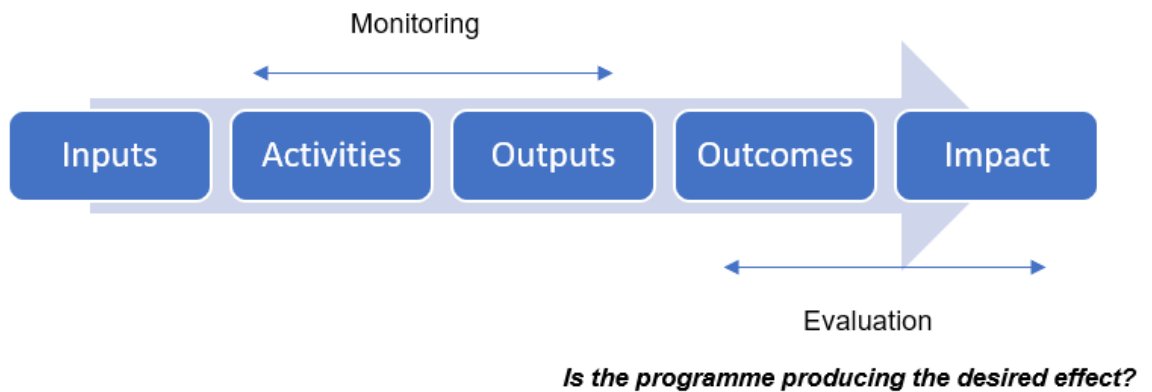 Monitoring
Inputs
Activities
Outputs
Outcomes
Impact
Evaluation
Is the programme producing the desired effect?